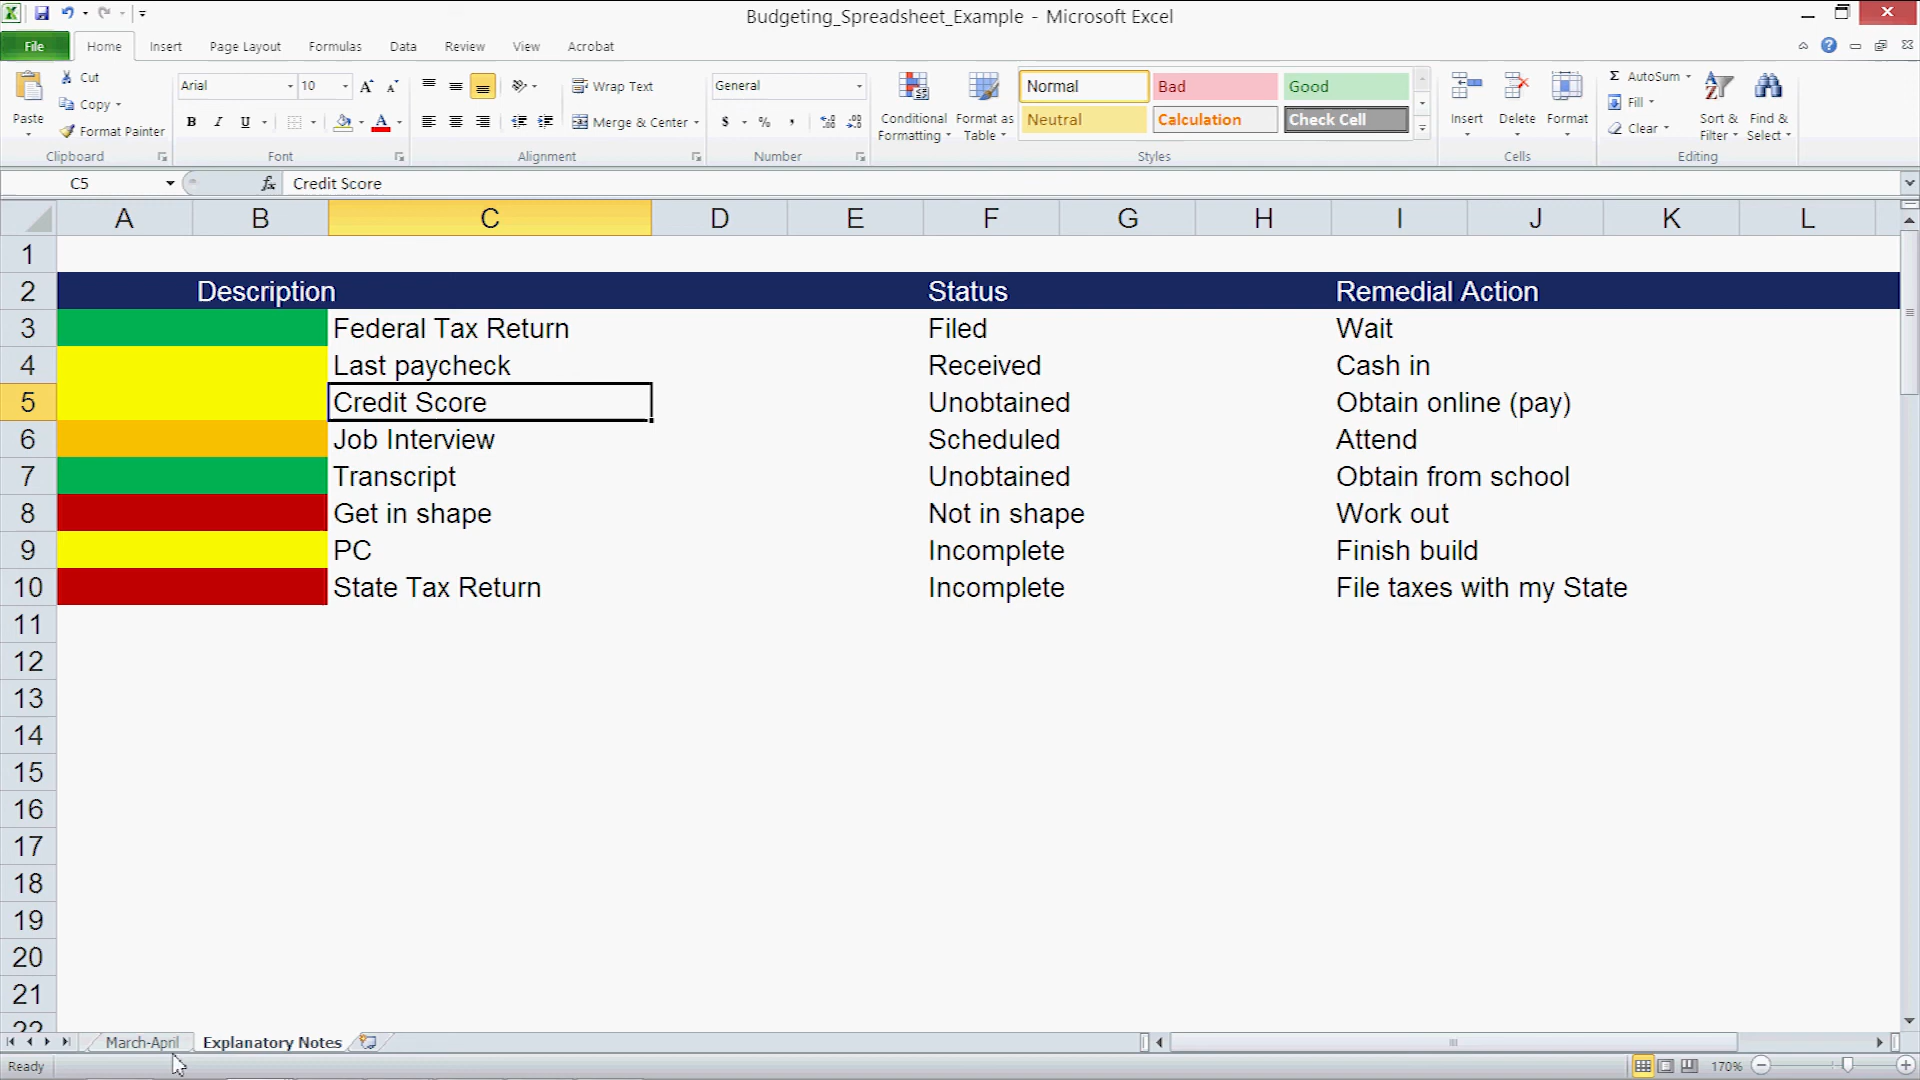 Budgeting_Spreadsheet_Example - Microsoft Excel
File Home Insert Page Layout Formulas Data Review View Acrobat
Paste
Cut
Copy
Format Painter
Clipboard
Arial 10
B I U A
Font
Wrap Text
Merge & Center
Alignment
General
$ % ,
Number
Conditional Formatting
Format as Table
Normal Bad Good
Neutral Calculation Check Cell
Styles
Insert Delete Format
Cells
Σ AutoSum
Fill
Clear
Sort & Filter
Find & Select
Editing
C5 fx Credit Score
A B C D E F G H I J K L
1
2 Description Status Remedial Action
3 Federal Tax Return Filed Wait
4 Last paycheck Received Cash in
5 Credit Score Unobtained Obtain online (pay)
6 Job Interview Scheduled Attend
7 Transcript Unobtained Obtain from school
8 Get in shape Not in shape Work out
9 PC Incomplete Finish build
10 State Tax Return Incomplete File taxes with my State
11
12
13
14
15
16
17
18
19
20
21
22
March-April Explanatory Notes
Ready 170%